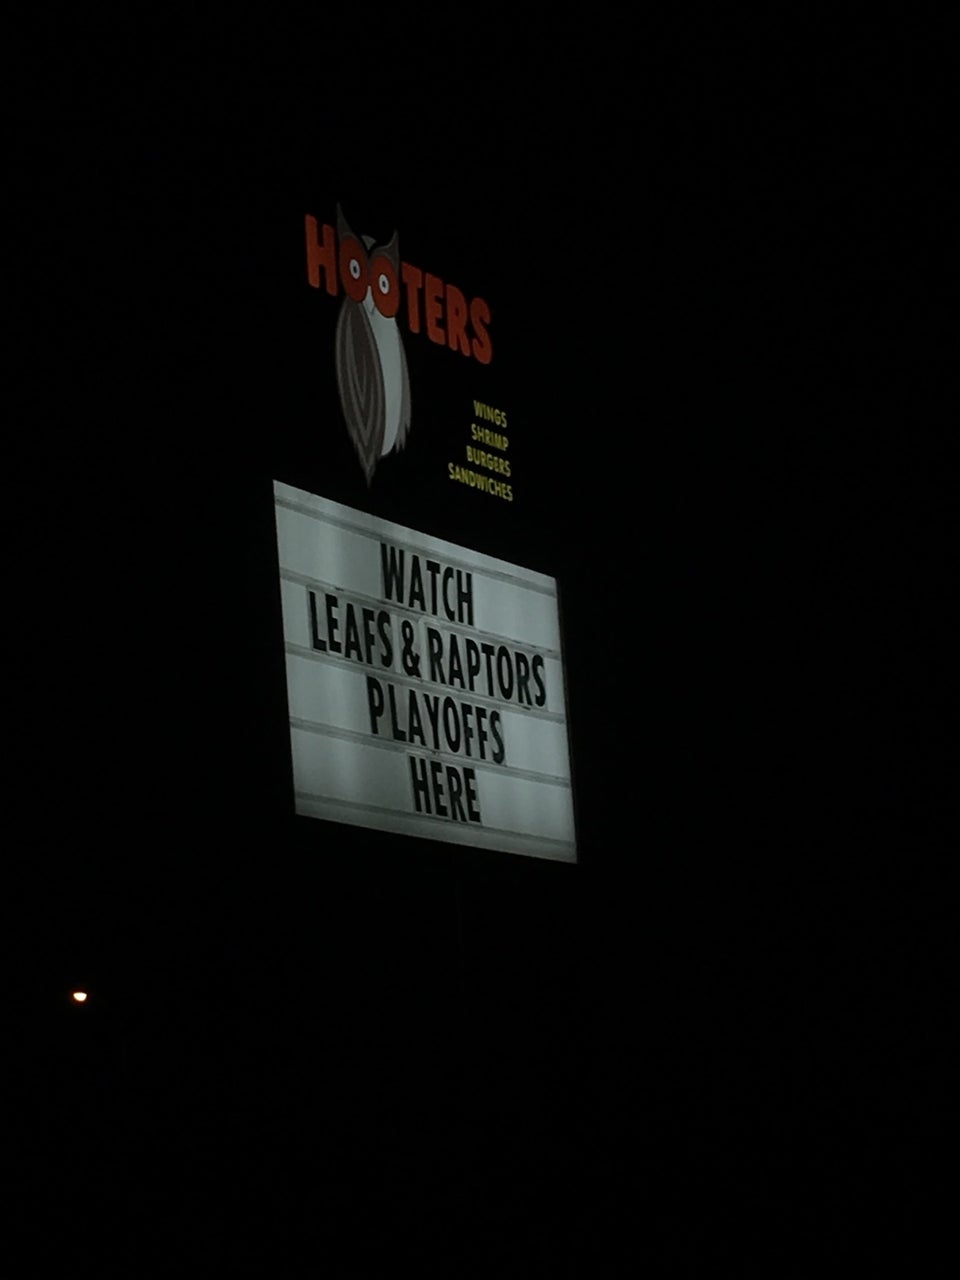 HOOTERS
WINGS
SHRIMP
BURGERS
SANDWICHES
WATCH
LEAFS & RAPTORS
PLAYOFFS
HERE